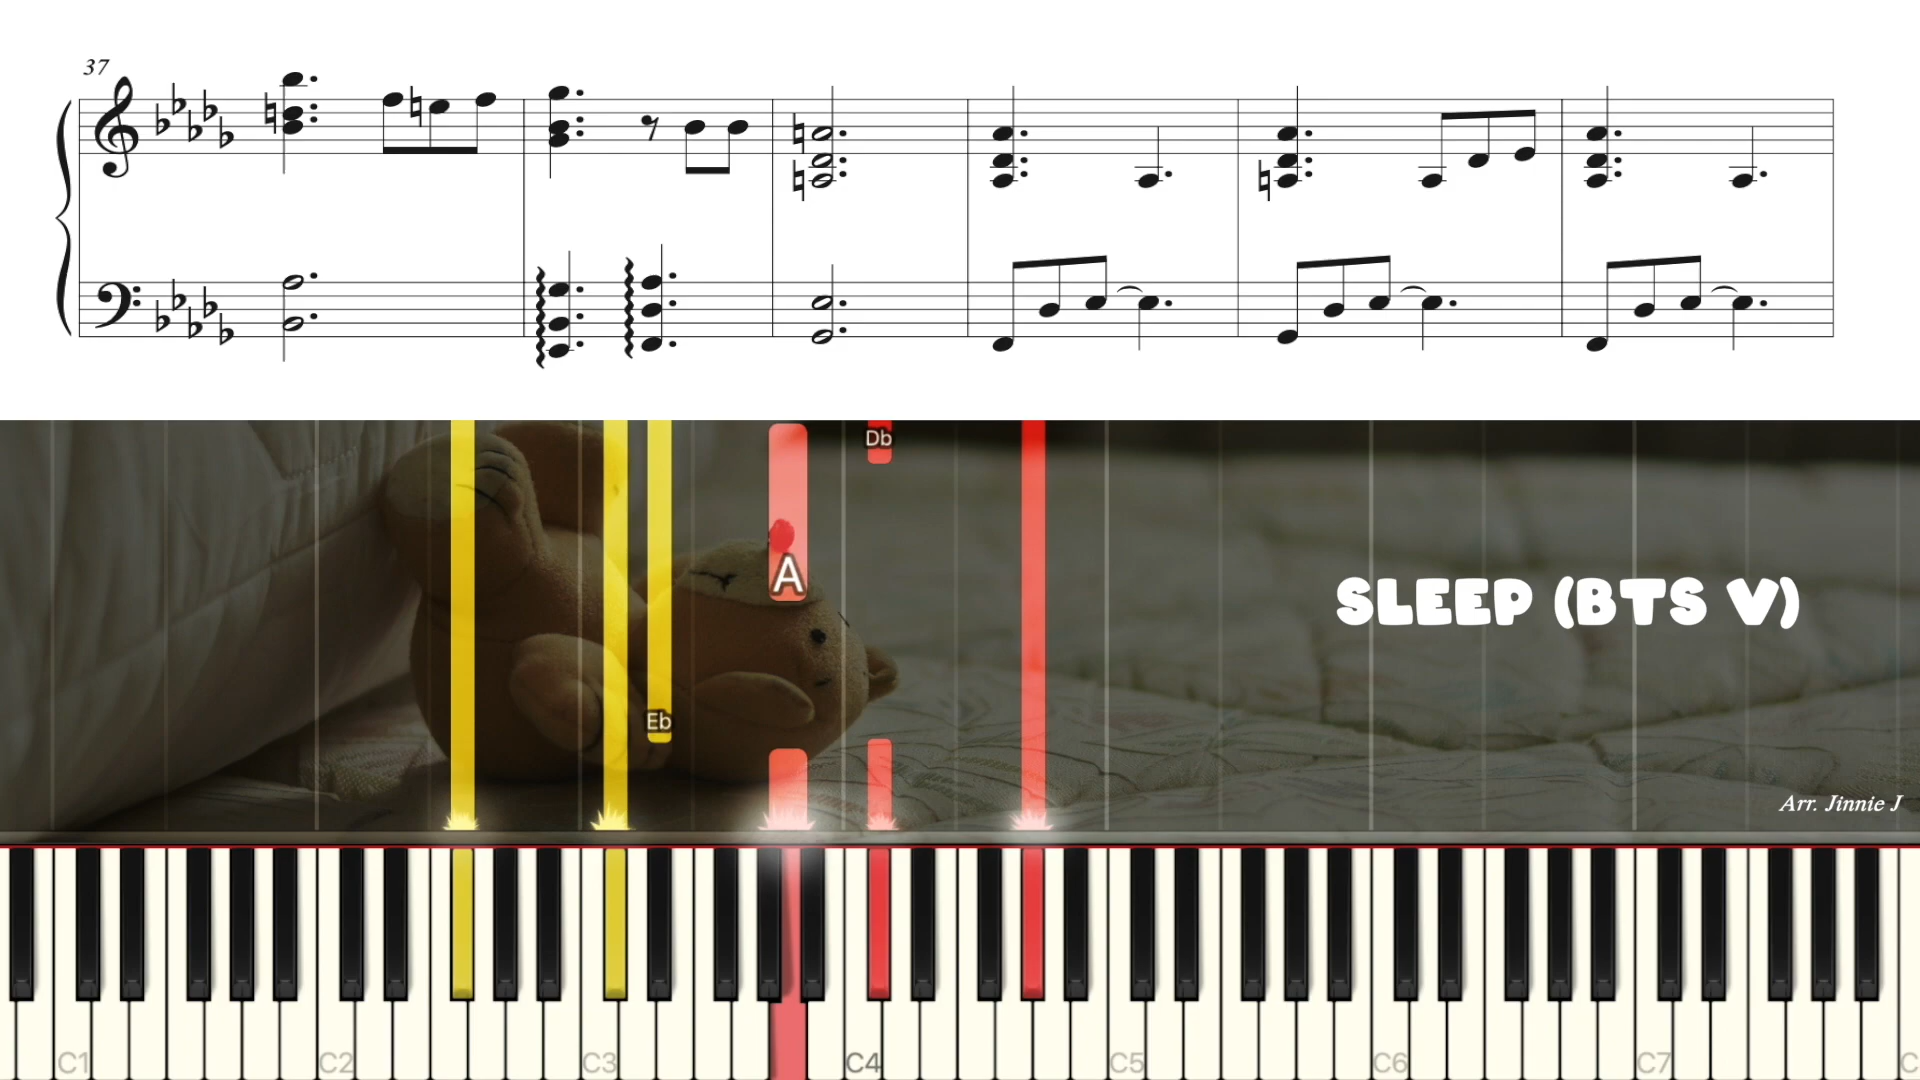 37
Db
A
SLEEP (BTS V)
Eb
Arr. Jinnie J
C1
C2
C3
C4
C5
C6
C7
C